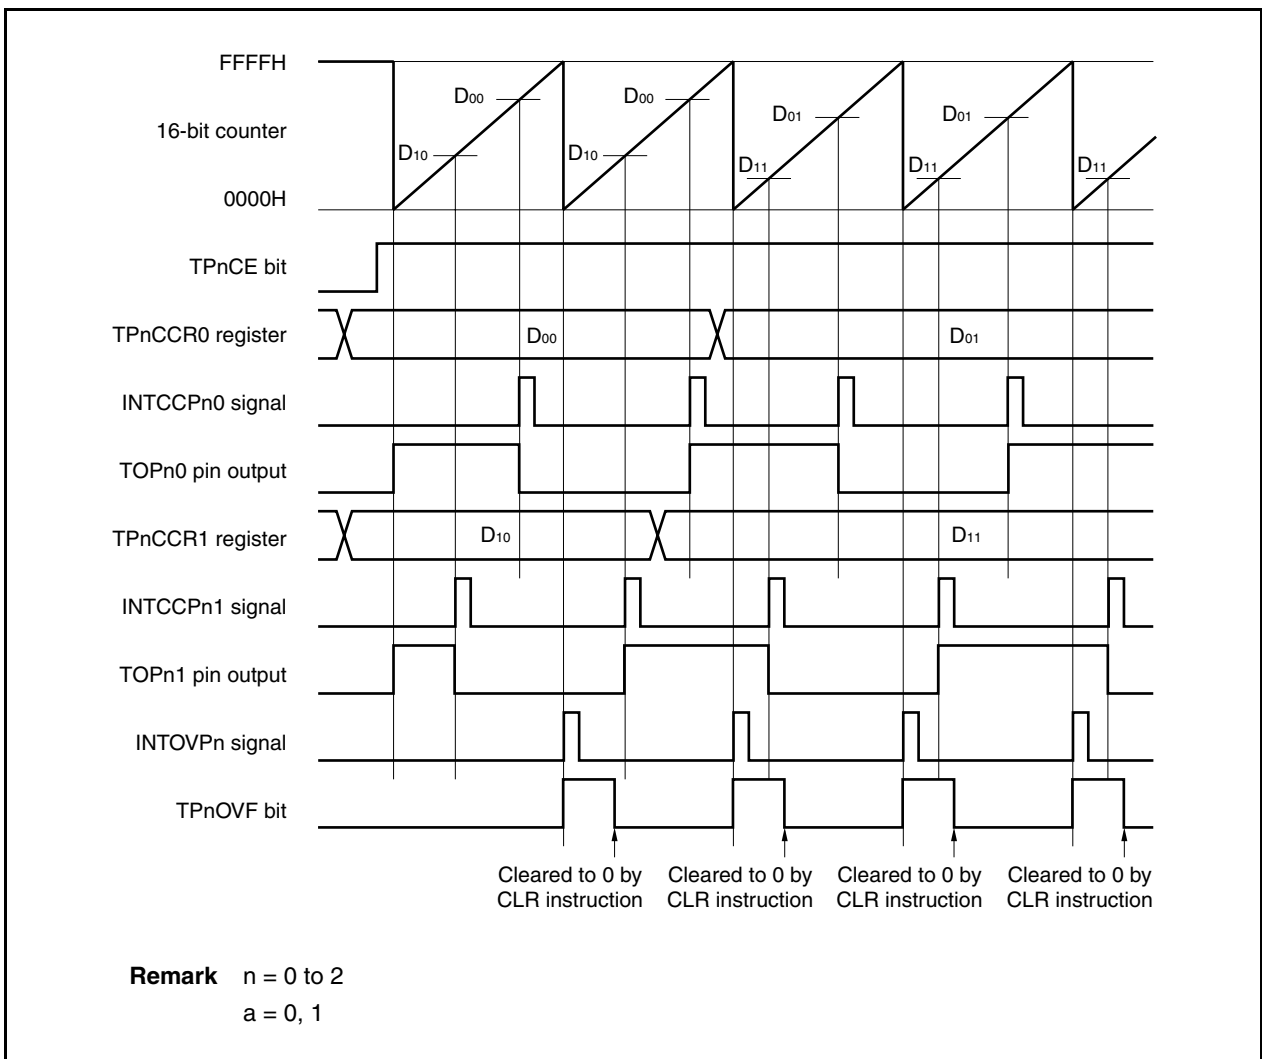 FFFFH
16-bit counter
0000H
D00
D10
D00
D10
D01
D11
D01
D11
D11
TPnCE bit
TPnCCR0 register
D00
D01
INTCCPn0 signal
TOPn0 pin output
TPnCCR1 register
D10
D11
INTCCPn1 signal
TOPn1 pin output
INTOVPn signal
TPnOVF bit
Cleared to 0 by
CLR instruction
Cleared to 0 by
CLR instruction
Cleared to 0 by
CLR instruction
Cleared to 0 by
CLR instruction
Remark n = 0 to 2
a = 0, 1